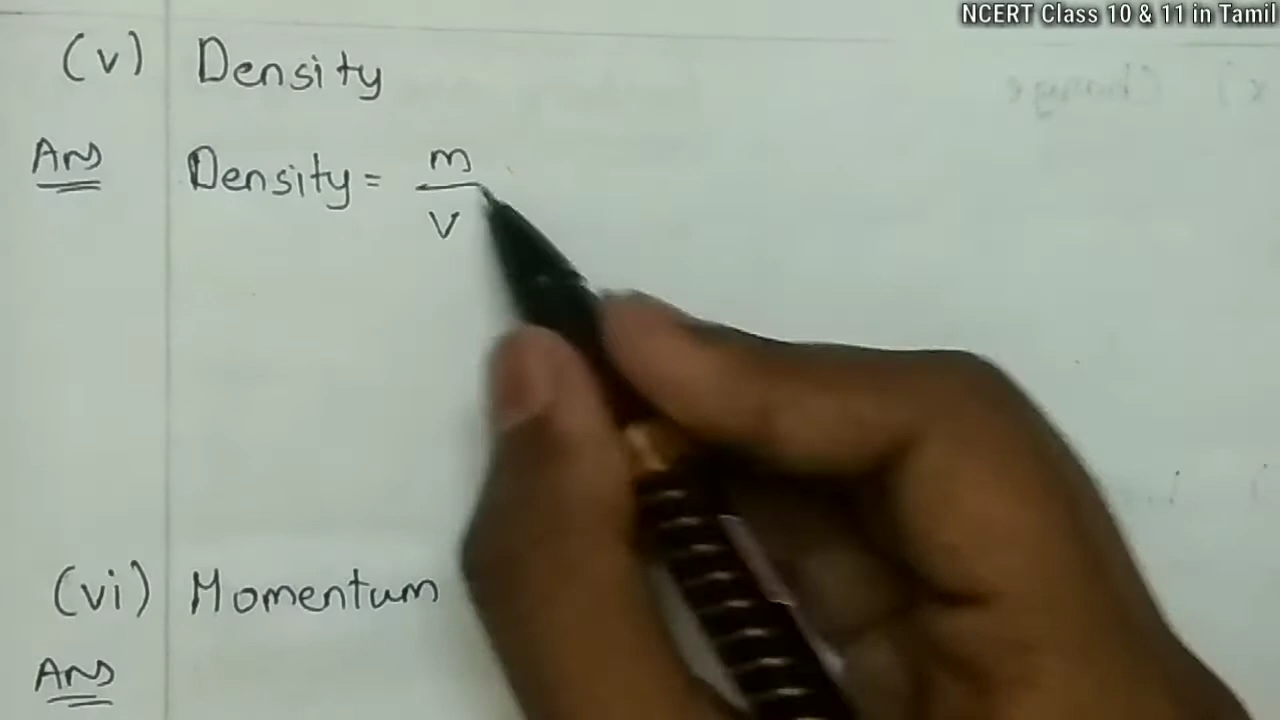 NCERT Class 10 & 11 in Tamil
(v) Density
Ans Density = m/v
(vi) Momentum
Ans